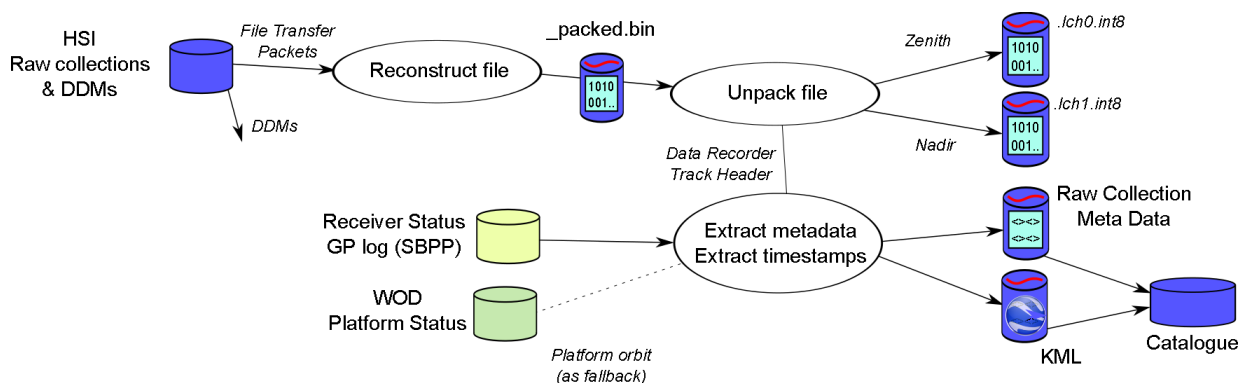 HSI
Raw collections
& DDMs
File Transfer
Packets
DDMs
Reconstruct file
_packed.bin
1010
001..
Unpack file
Zenith
Nadir
.lch0.int8
1010
001..
.lch1.int8
1010
001..
Data Recorder
Track Header
Receiver Status
GP log (SBPP)
WOD
Platform Status
Platform orbit
(as fallback)
Extract metadata
Extract timestamps
Raw Collection
Meta Data
<><>
<><>
KML
Catalogue